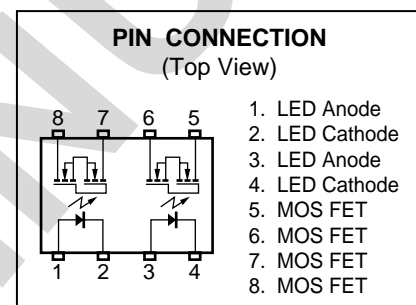 PIN CONNECTION
(Top View)
8 7 6 5
1 2 3 4
1. LED Anode
2. LED Cathode
3. LED Anode
4. LED Cathode
5. MOS FET
6. MOS FET
7. MOS FET
8. MOS FET